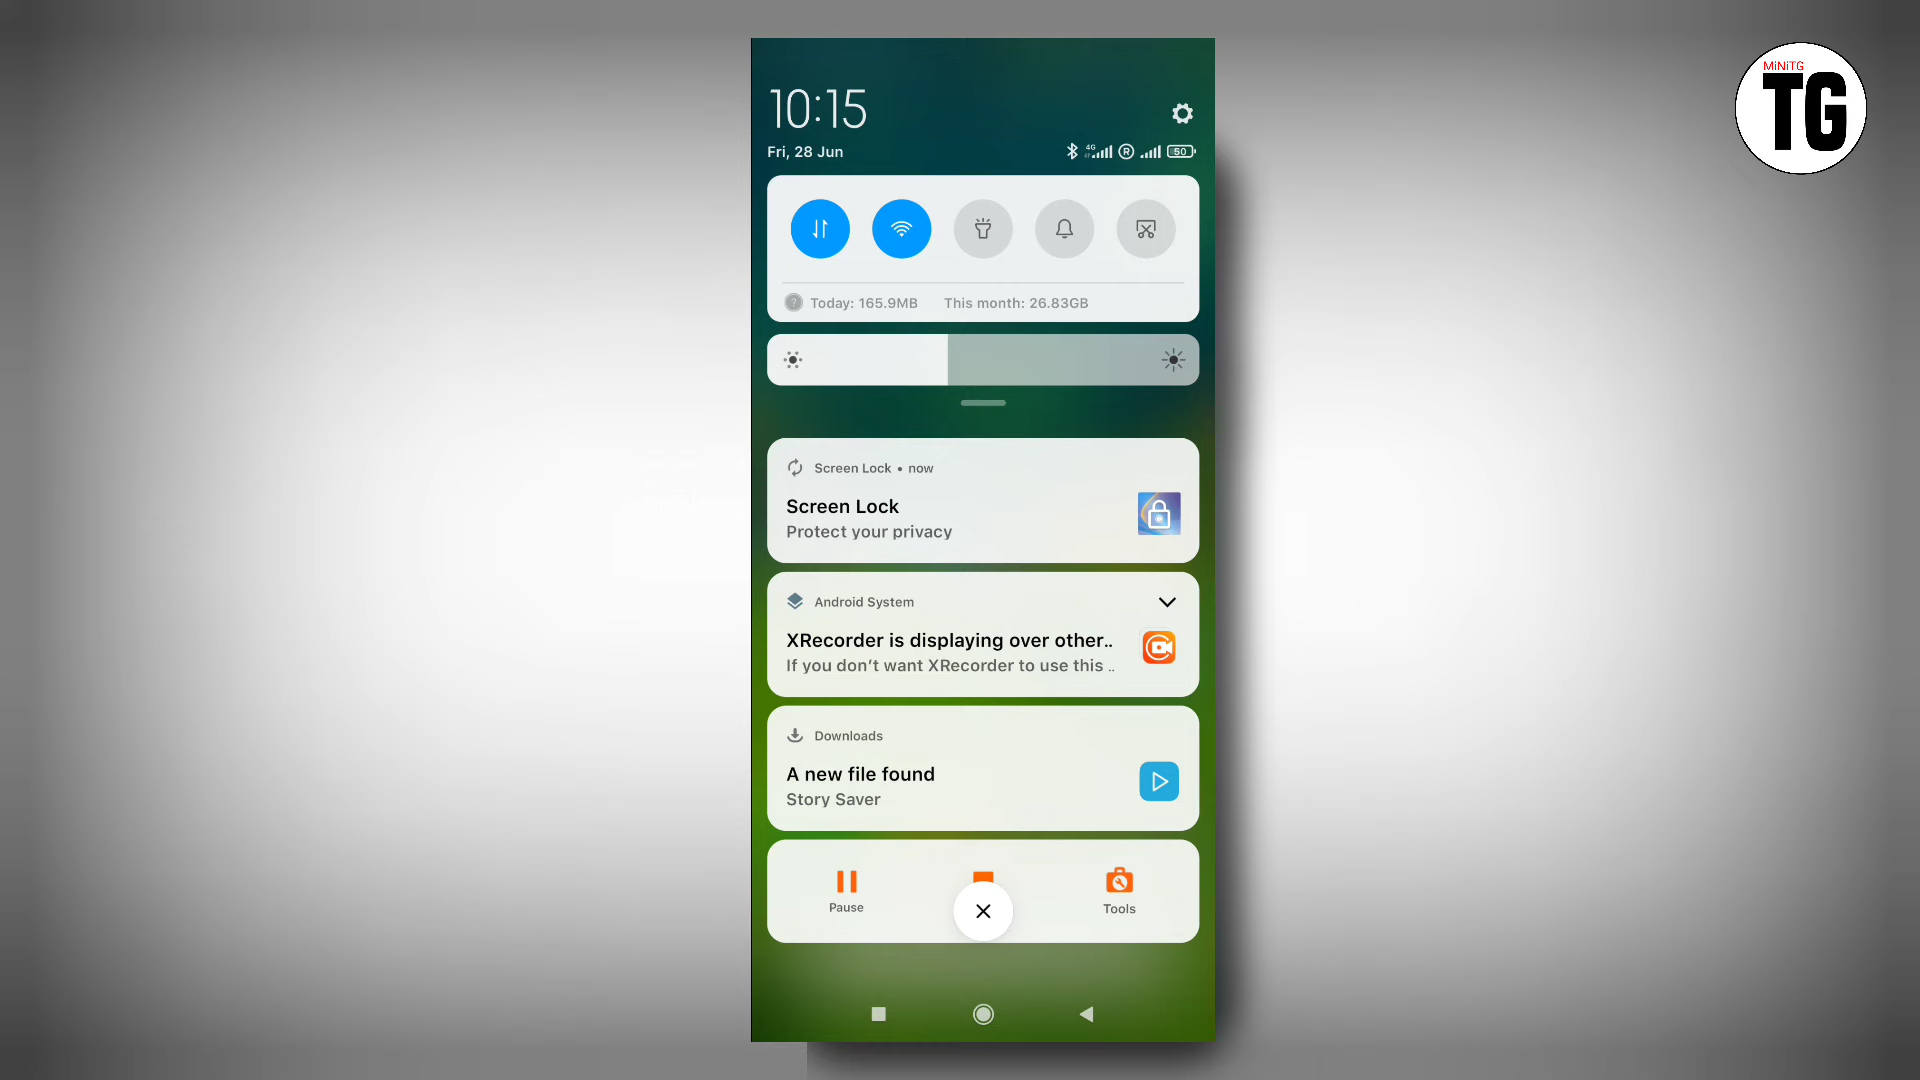 MiNiTG
TG
10:15
Fri, 28 Jun
4G
R
50
Today: 165.9MB This month: 26.83GB
Screen Lock • now
Screen Lock
Protect your privacy
Android System
XRecorder is displaying over other..
If you don't want XRecorder to use this ..
Downloads
A new file found
Story Saver
Pause
Tools